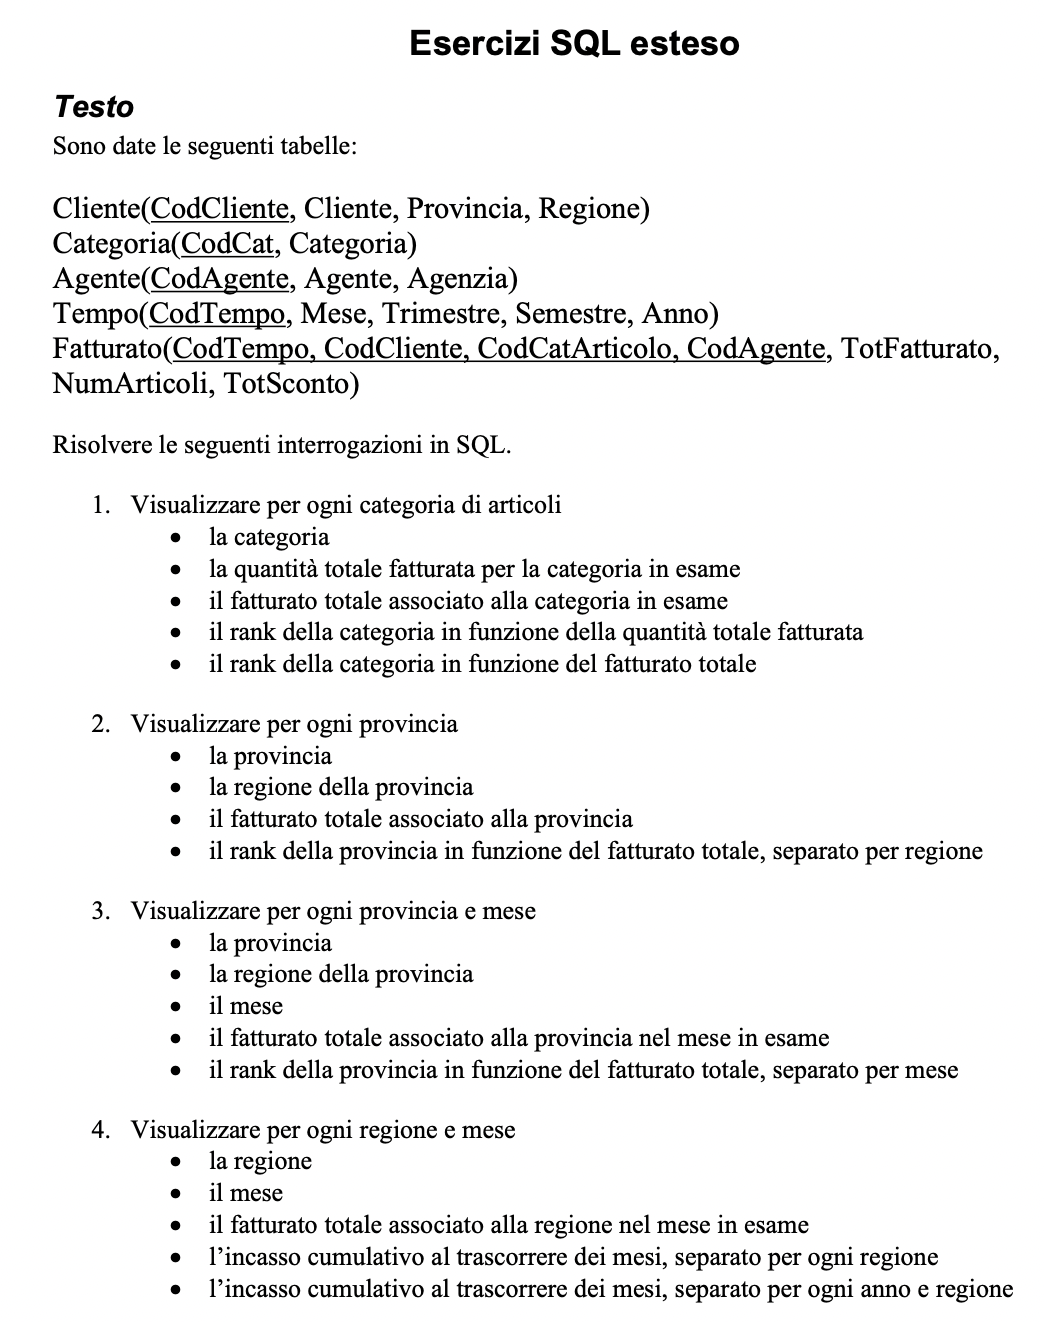 Esercizi SQL esteso
Testo
Sono date le seguenti tabelle:
Cliente(CodCliente, Cliente, Provincia, Regione)
Categoria(CodCat, Categoria)
Agente(CodAgente, Agente, Agenzia)
Tempo(CodTempo, Mese, Trimestre, Semestre, Anno)
Fatturato(CodTempo, CodCliente, CodCatArticolo, CodAgente, TotFatturato,
NumArticoli, TotSconto)
Risolvere le seguenti interrogazioni in SQL.
1. Visualizzare per ogni categoria di articoli
• la categoria
• la quantità totale fatturata per la categoria in esame
• il fatturato totale associato alla categoria in esame
• il rank della categoria in funzione della quantità totale fatturata
• il rank della categoria in funzione del fatturato totale
2. Visualizzare per ogni provincia
• la provincia
• la regione della provincia
• il fatturato totale associato alla provincia
• il rank della provincia in funzione del fatturato totale, separato per regione
3. Visualizzare per ogni provincia e mese
• la provincia
• la regione della provincia
• il mese
• il fatturato totale associato alla provincia nel mese in esame
• il rank della provincia in funzione del fatturato totale, separato per mese
4. Visualizzare per ogni regione e mese
• la regione
• il mese
• il fatturato totale associato alla regione nel mese in esame
• l’incasso cumulativo al trascorrere dei mesi, separato per ogni regione
• l’incasso cumulativo al trascorrere dei mesi, separato per ogni anno e regione